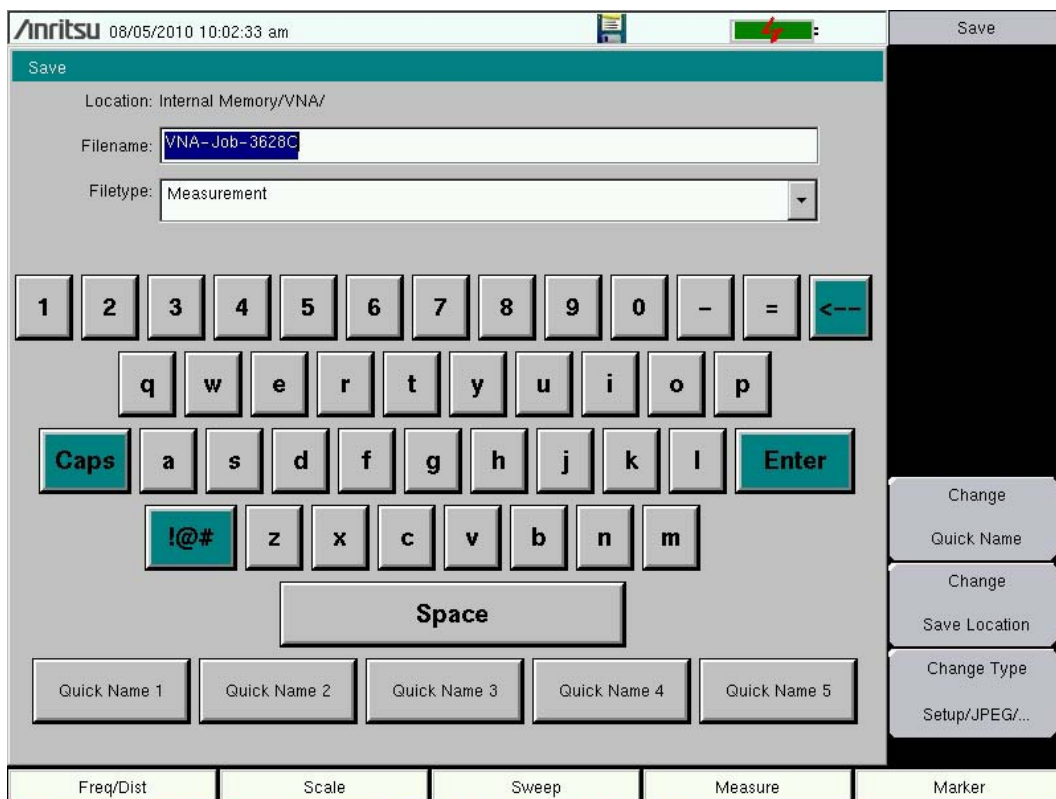 Anritsu 08/05/2010 10:02:33 am
Save
Save
Location: Internal Memory/VNA/
Filename: VNA-Job-3628C
Filetype: Measurement
1 2 3 4 5 6 7 8 9 0 - = <--
q w e r t y u i o p
Caps a s d f g h j k l Enter
!@# z x c v b n m
Space
Quick Name 1 Quick Name 2 Quick Name 3 Quick Name 4 Quick Name 5
Change
Quick Name
Change
Save Location
Change Type
Setup/JPEG/...
Freq/Dist Scale Sweep Measure Marker